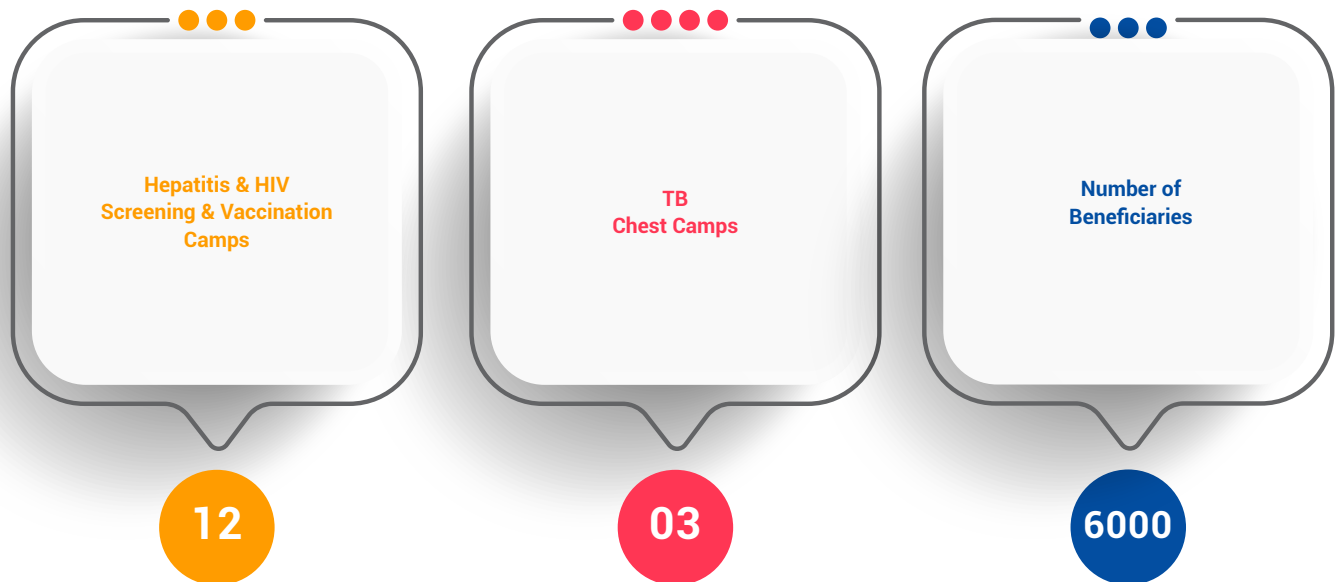 Hepatitis & HIV
Screening & Vaccination
Camps
12
TB
Chest Camps
03
Number of
Beneficiaries
6000